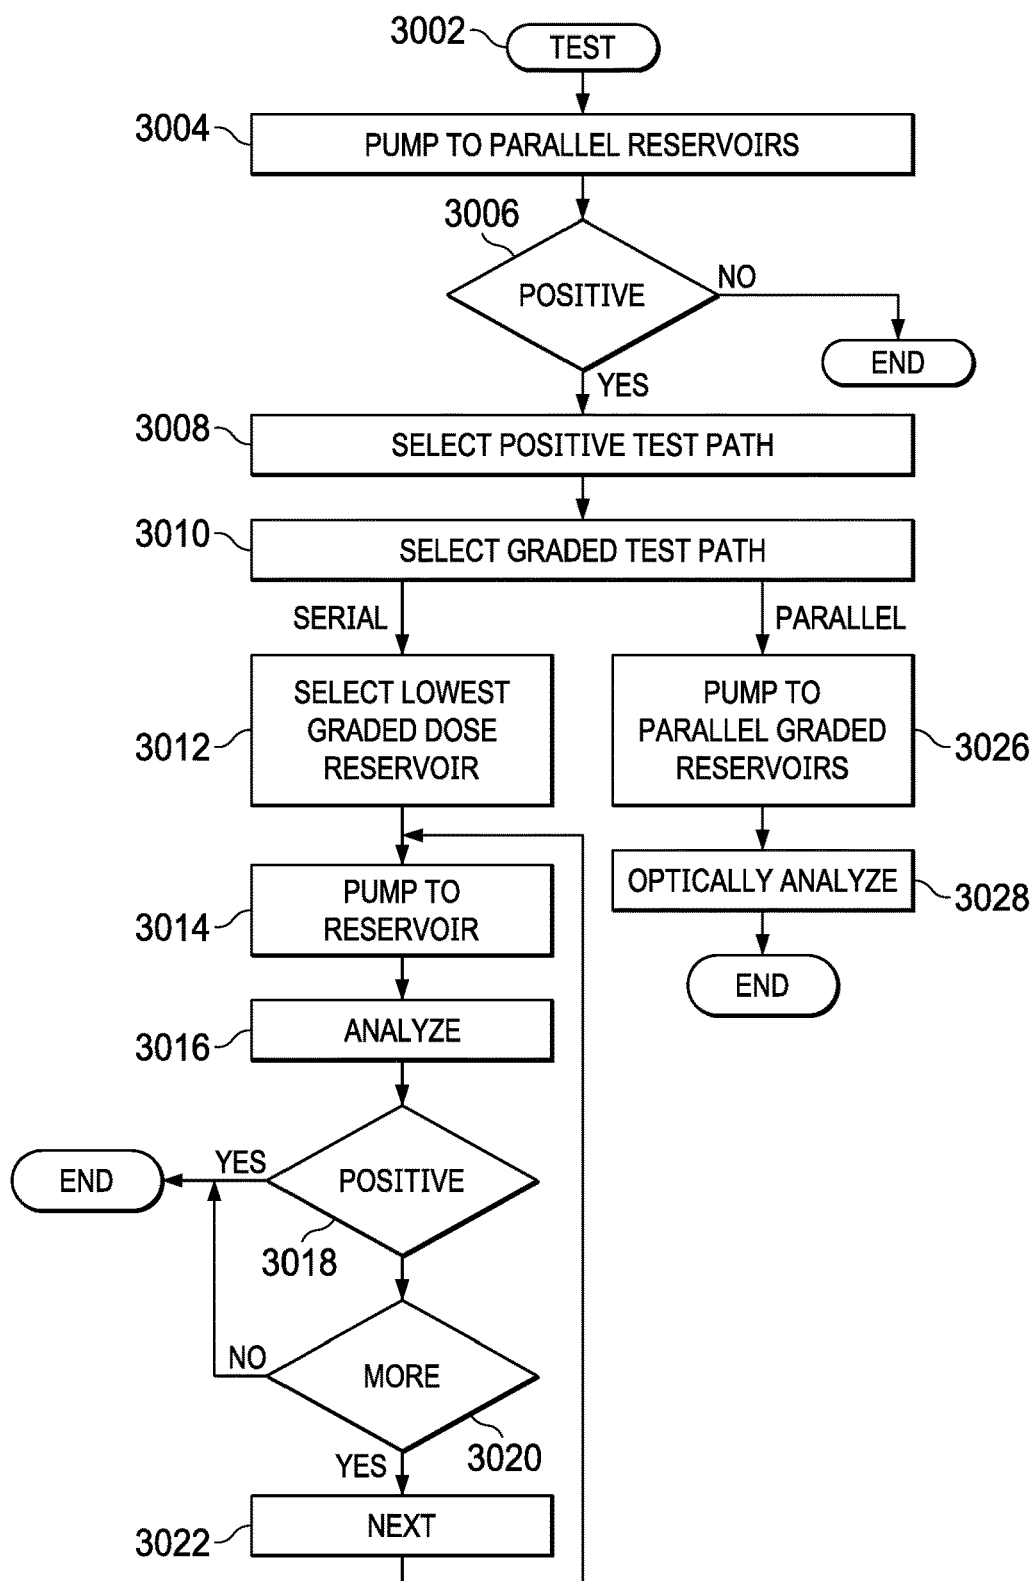 3002
TEST
3004
PUMP TO PARALLEL RESERVOIRS
3006
POSITIVE
NO
END
YES
3008
SELECT POSITIVE TEST PATH
3010
SELECT GRADED TEST PATH
SERIAL
PARALLEL
3012
SELECT LOWEST
GRADED DOSE
RESERVOIR
PUMP TO
PARALLEL GRADED
RESERVOIRS
3026
3014
PUMP TO
RESERVOIR
OPTICALLY ANALYZE
3028
END
3016
ANALYZE
END
YES
POSITIVE
3018
NO
MORE
3020
YES
3022
NEXT